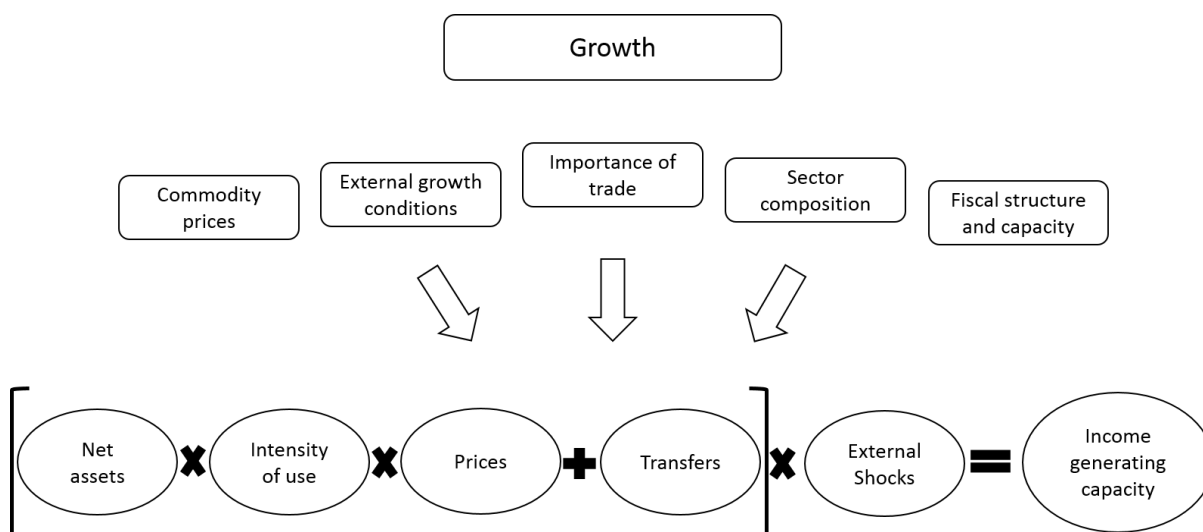 Growth
Commodity
prices
External growth
conditions
Importance of
trade
Sector
composition
Fiscal structure
and capacity
Net
assets
Intensity
of use
Prices
Transfers
External
Shocks
Income
generating
capacity